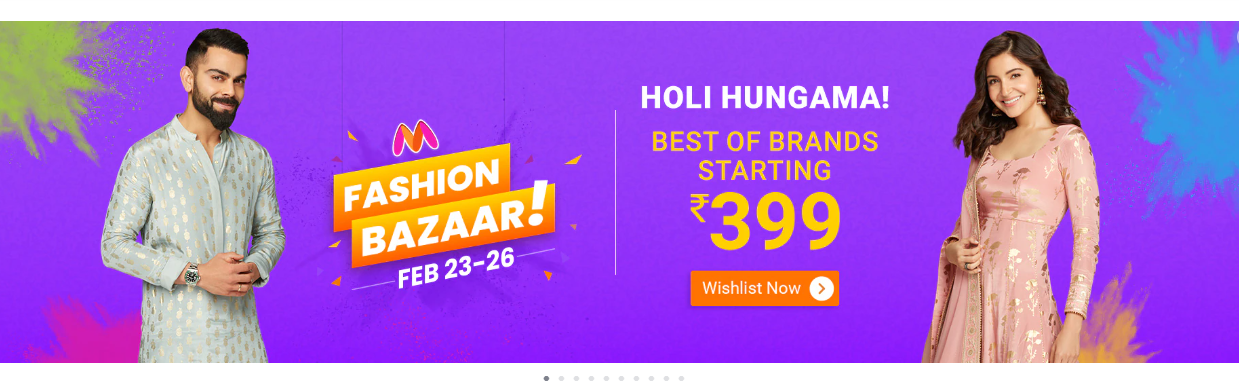 FASHION
BAZAAR!
FEB 23-26
HOLI HUNGAMA!
BEST OF BRANDS
STARTING
₹399
Wishlist Now